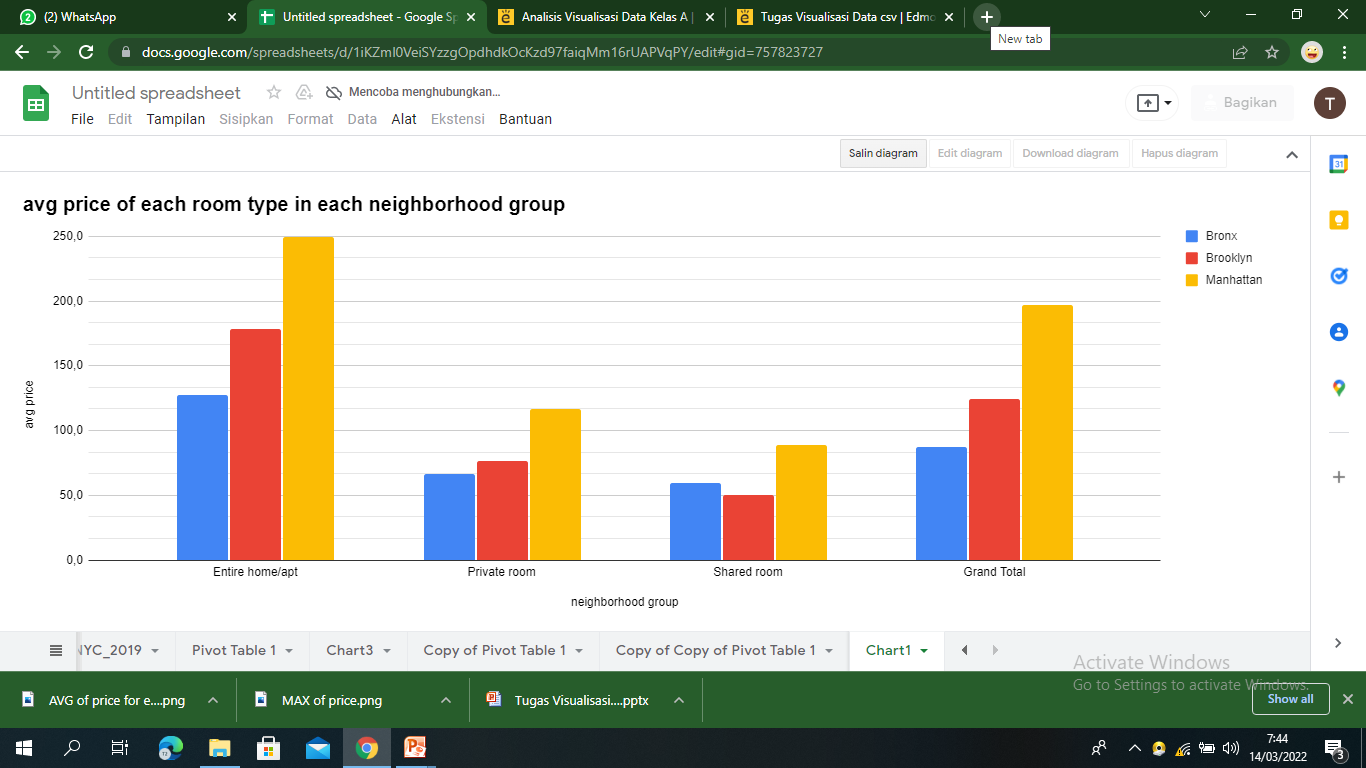 (2) WhatsApp
Untitled spreadsheet - Google Sp
Analisis Visualisasi Data Kelas A |
Tugas Visualisasi Data csv | Edmo
New tab
docs.google.com/spreadsheets/d/1iKZmI0VeiSYzzgOpdhdkOcKzd97faiqMm16rUAPVqPY/edit#gid=757823727
Untitled spreadsheet
Mencoba menghubungkan...
File Edit Tampilan Sisipkan Format Data Alat Ekstensi Bantuan
Bagikan
T
Salin diagram Edit diagram Download diagram Hapus diagram
31
avg price of each room type in each neighborhood group
250,0
200,0
150,0
100,0
50,0
0,0
avg price
Bronx
Brooklyn
Manhattan
Entire home/apt Private room Shared room Grand Total
neighborhood group
NYC_2019 Pivot Table 1 Chart3 Copy of Pivot Table 1 Copy of Copy of Pivot Table 1 Chart1
Activate Windows
Go to Settings to activate Windows.
AVG of price for e....png MAX of price.png Tugas Visualisasi....pptx Show all
7:44
14/03/2022
3